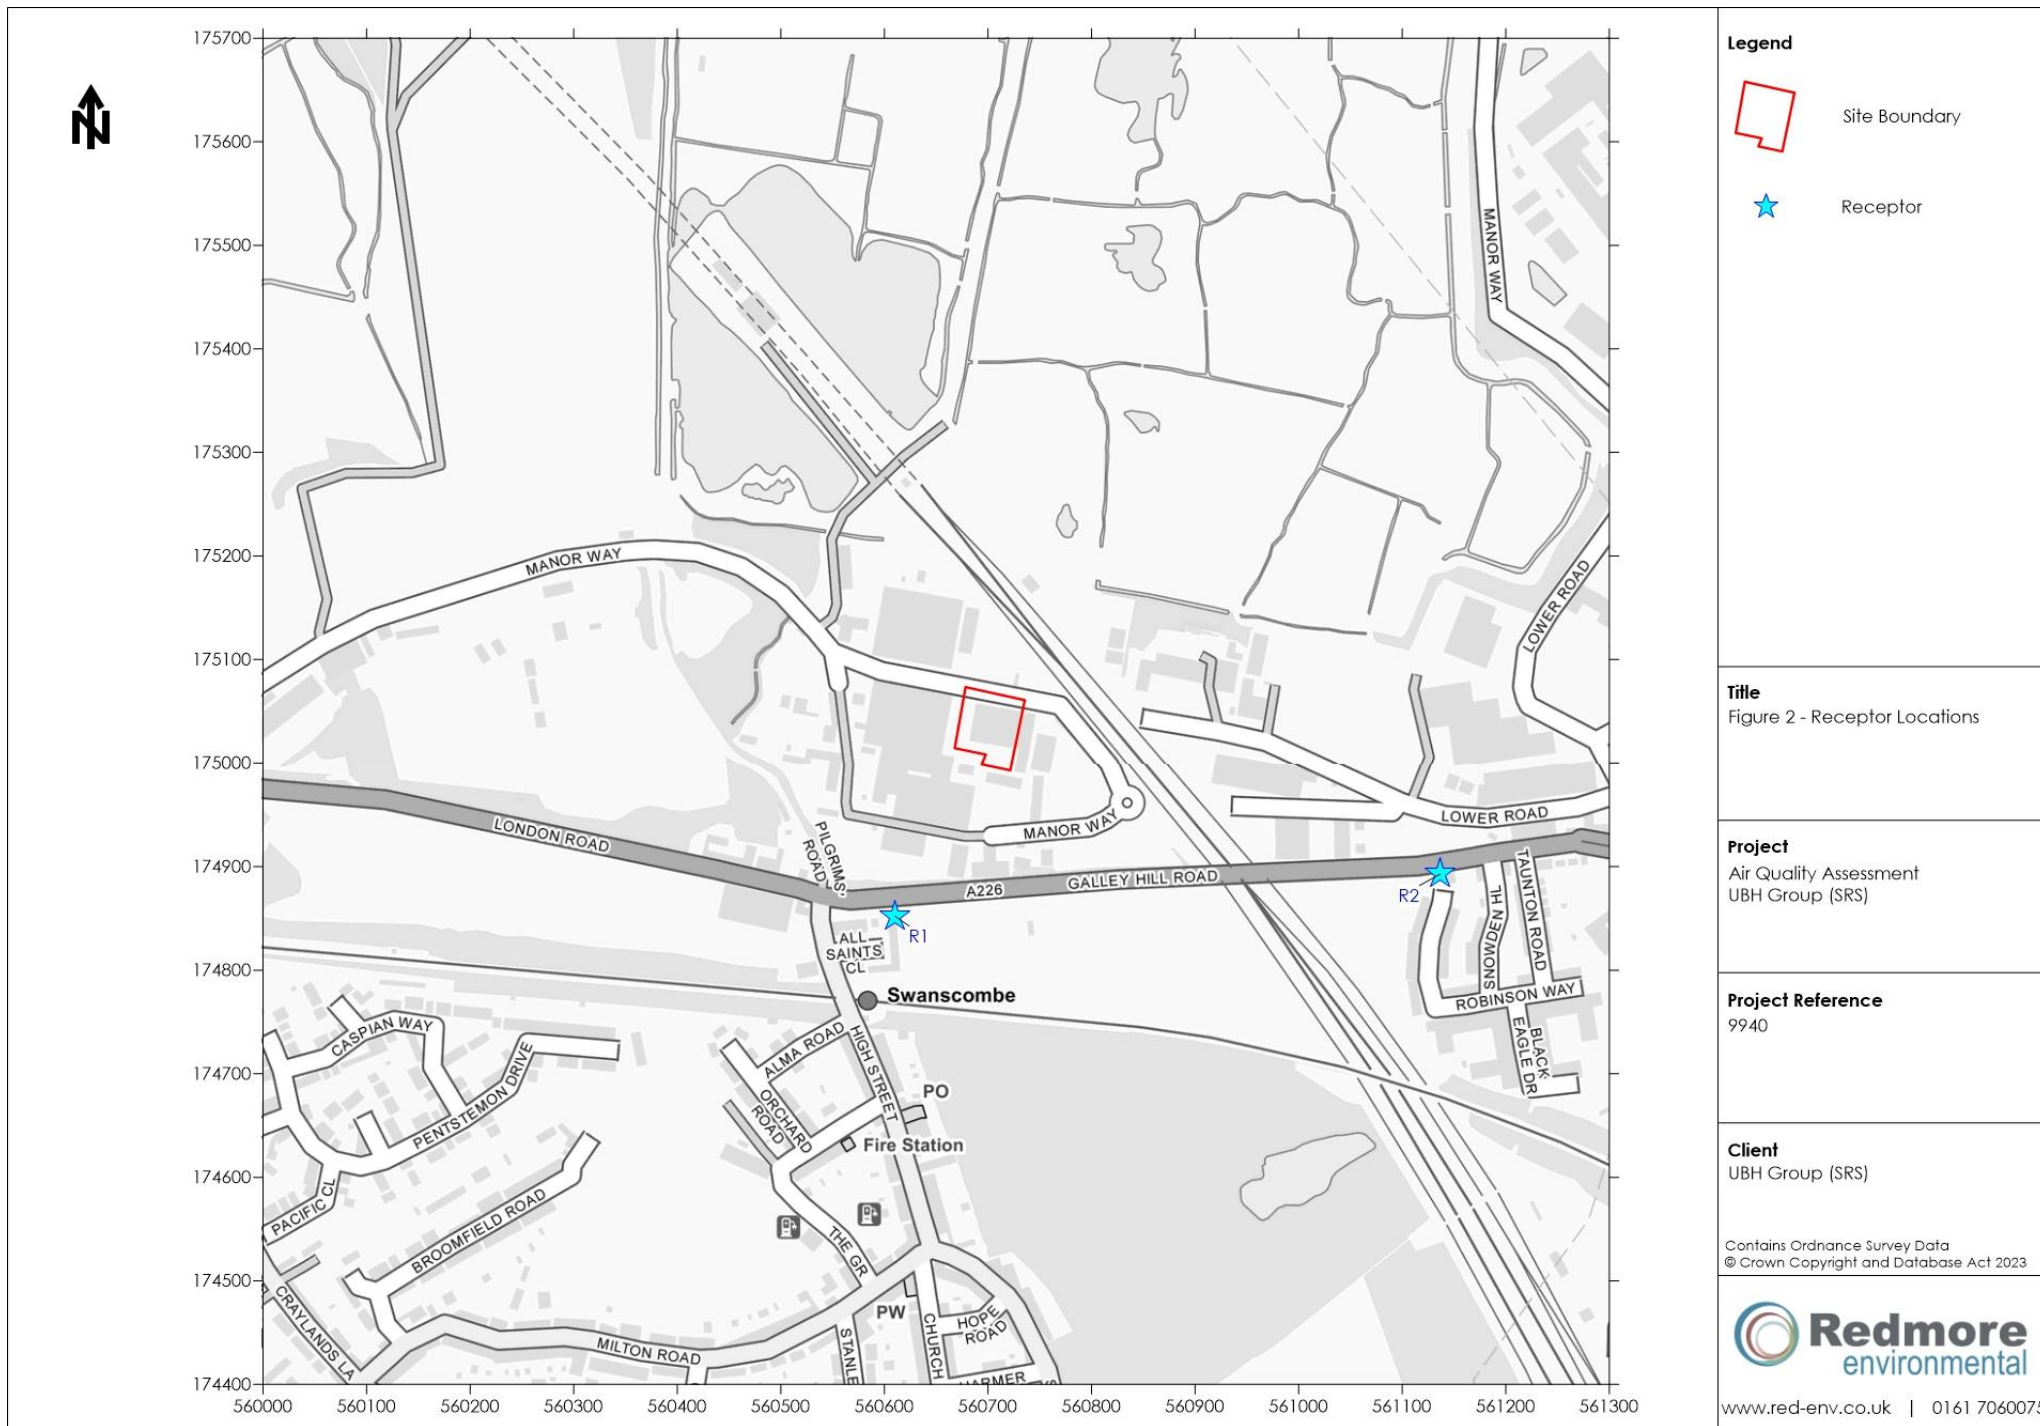 N
175700
175600
175500
175400
175300
175200
175100
175000
174900
174800
174700
174600
174500
174400
560000
560100
560200
560300
560400
560500
560600
560700
560800
560900
561000
561100
561200
561300
MANOR WAY
MANOR WAY
LOWER ROAD
MANOR WAY
LONDON ROAD
PILGRIMS'
ROAD
A226
GALLEY HILL ROAD
LOWER ROAD
R1
R2
ALL
SAINTS
CL
Swanscombe
TAUNTON ROAD
SNOWDEN HL
ROBINSON WAY
BLACK
EAGLE DR
CASPIAN WAY
PENTSTEMON DRIVE
PACIFIC CL
BROOMFIELD ROAD
CRAYLANDS LA
MILTON ROAD
ALMA ROAD
HIGH STREET
ORCHARD
ROAD
PO
Fire Station
THE GR
PW
STANLE
CHURCH
HOPE
ROAD
HARMER
Legend
Site Boundary
Receptor
Title
Figure 2 - Receptor Locations
Project
Air Quality Assessment
UBH Group (SRS)
Project Reference
9940
Client
UBH Group (SRS)
Contains Ordnance Survey Data
© Crown Copyright and Database Act 2023
Redmore
environmental
www.red-env.co.uk | 0161 7060075